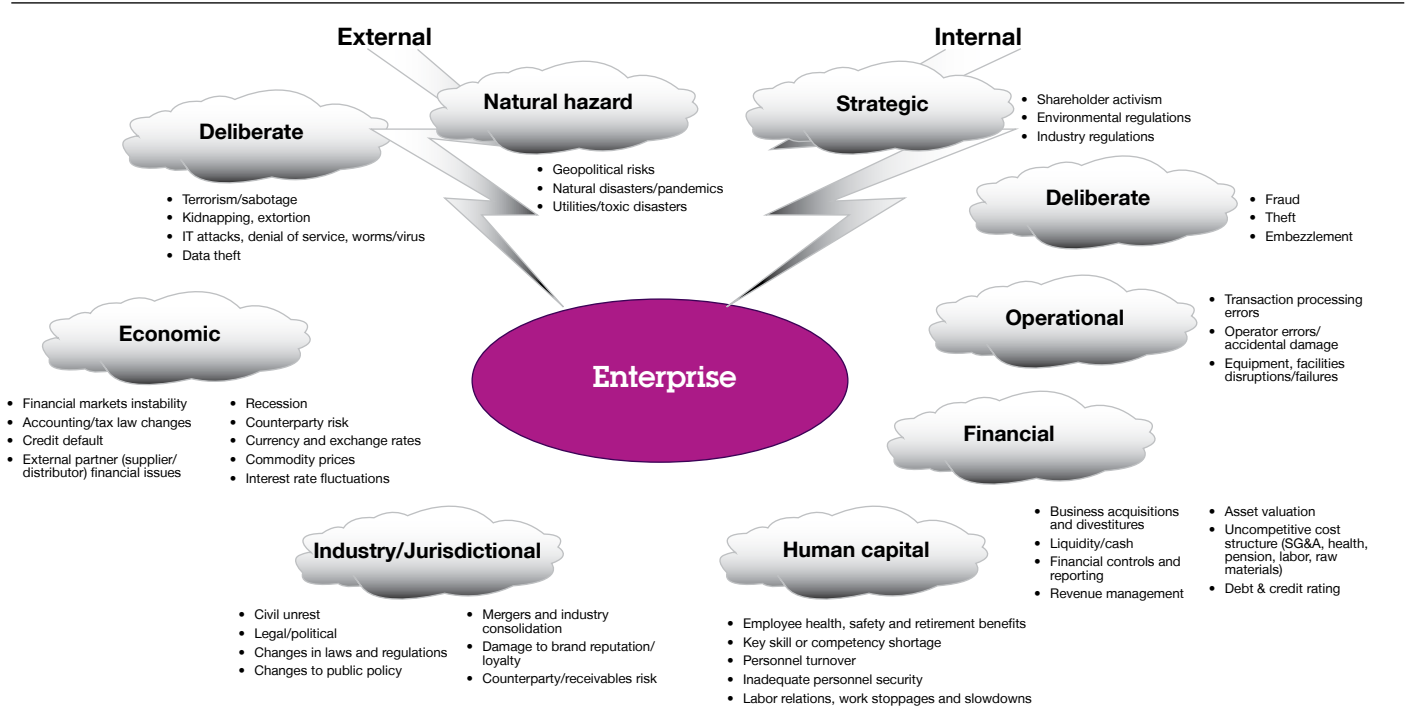 External
Internal
Natural hazard
• Geopolitical risks
• Natural disasters/pandemics
• Utilities/toxic disasters
Deliberate
• Terrorism/sabotage
• Kidnapping, extortion
• IT attacks, denial of service, worms/virus
• Data theft
Strategic
• Shareholder activism
• Environmental regulations
• Industry regulations
Deliberate
• Fraud
• Theft
• Embezzlement
Economic
• Financial markets instability
• Accounting/tax law changes
• Credit default
• External partner (supplier/
distributor) financial issues
• Recession
• Counterparty risk
• Currency and exchange rates
• Commodity prices
• Interest rate fluctuations
Enterprise
Operational
• Transaction processing
errors
• Operator errors/
accidental damage
• Equipment, facilities
disruptions/failures
Financial
• Business acquisitions
and divestitures
• Liquidity/cash
• Financial controls and
reporting
• Revenue management
• Asset valuation
• Uncompetitive cost
structure (SG&A, health,
pension, labor, raw
materials)
• Debt & credit rating
Industry/Jurisdictional
• Civil unrest
• Legal/political
• Changes in laws and regulations
• Changes to public policy
• Mergers and industry
consolidation
• Damage to brand reputation/
loyalty
• Counterparty/receivables risk
Human capital
• Employee health, safety and retirement benefits
• Key skill or competency shortage
• Personnel turnover
• Inadequate personnel security
• Labor relations, work stoppages and slowdowns